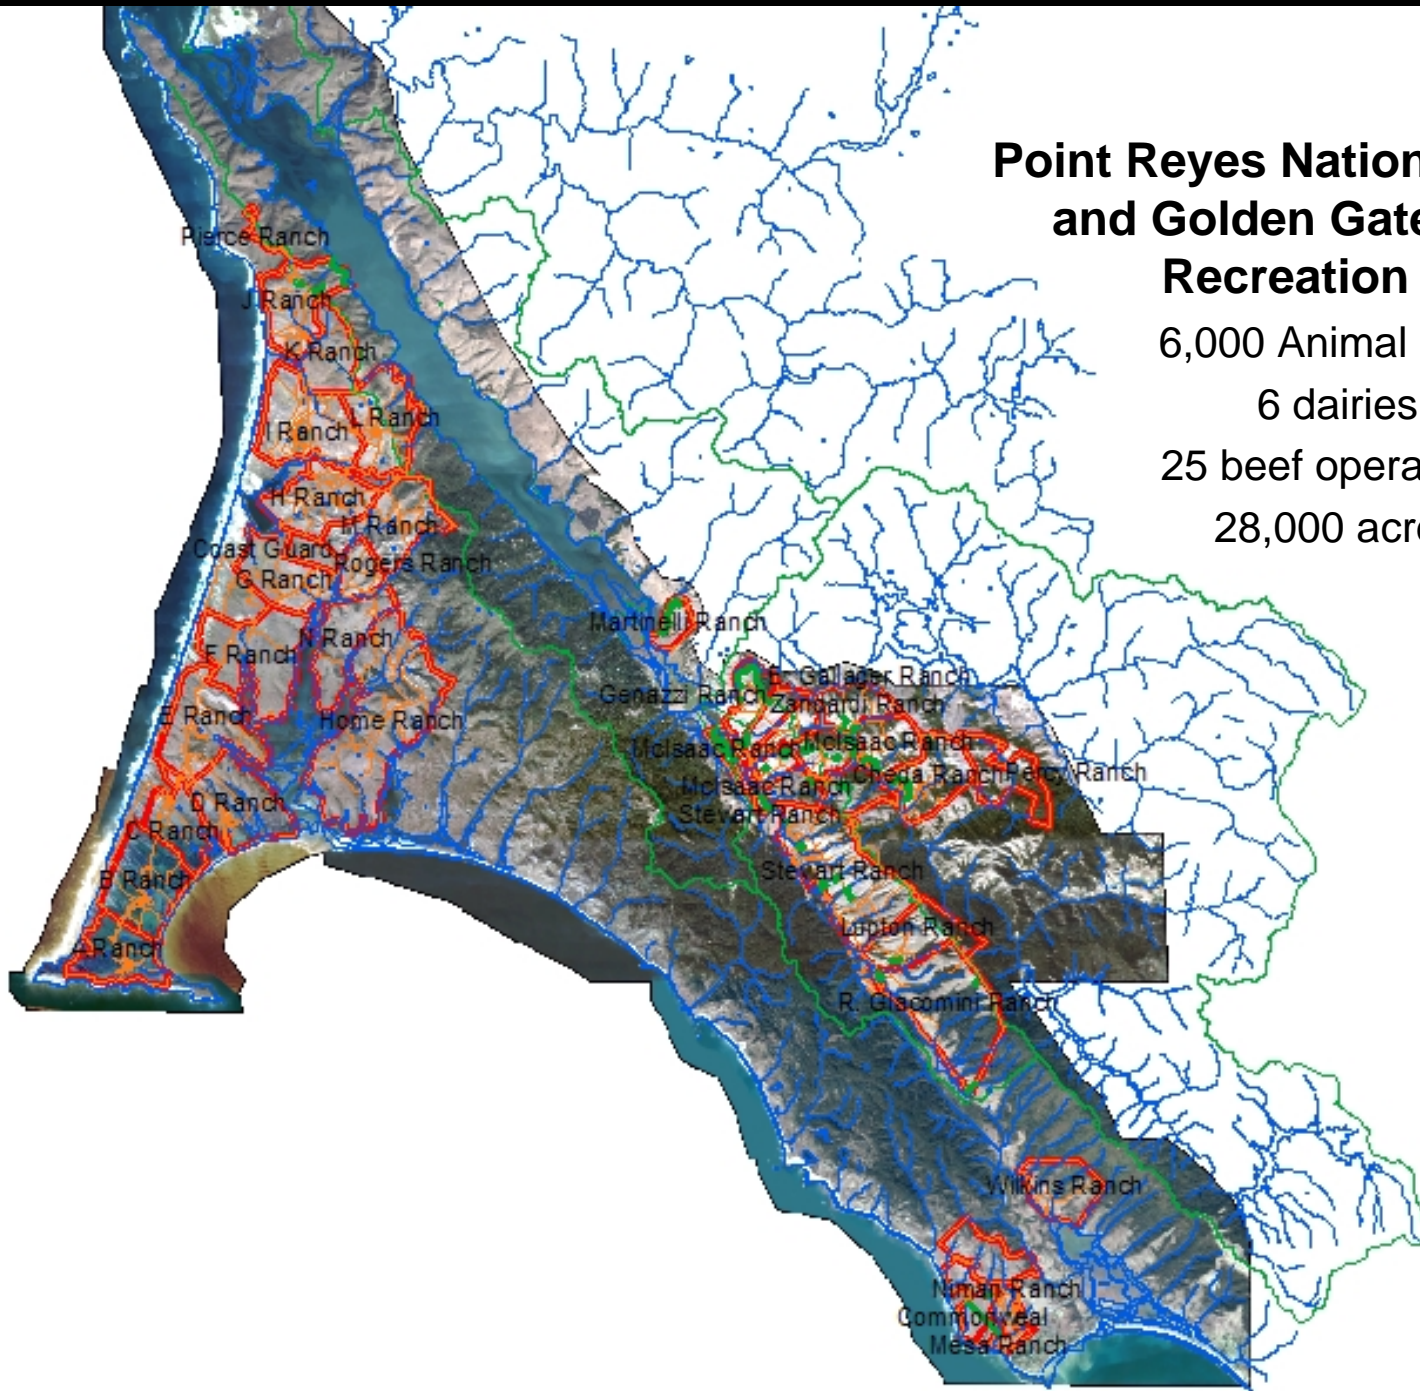 Point Reyes Nation
and Golden Gate
Recreation
6,000 Animal
6 dairies
25 beef opera
28,000 acre
Pierce Ranch
J Ranch
K Ranch
L Ranch
I Ranch
H Ranch
M Ranch
Coast Guard
Rogers Ranch
G Ranch
Martinelli Ranch
N Ranch
F Ranch
E. Gallager Ranch
Genazzi Ranch
Zanardi Ranch
E Ranch
Home Ranch
McIsaac Ranch
McIsaac Ranch
Cheda Ranch
Percy Ranch
McIsaac Ranch
D Ranch
Stewart Ranch
C Ranch
Stewart Ranch
B Ranch
Lupton Ranch
A Ranch
R. Giacomini Ranch
Wilkins Ranch
Niman Ranch
Commonweal
Mesa Ranch